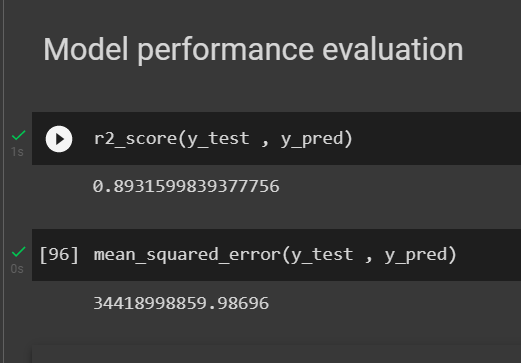 Model performance evaluation
r2_score(y_test , y_pred)
1s
0.8931599839377756
[96] mean_squared_error(y_test , y_pred)
0s
34418998859.98696